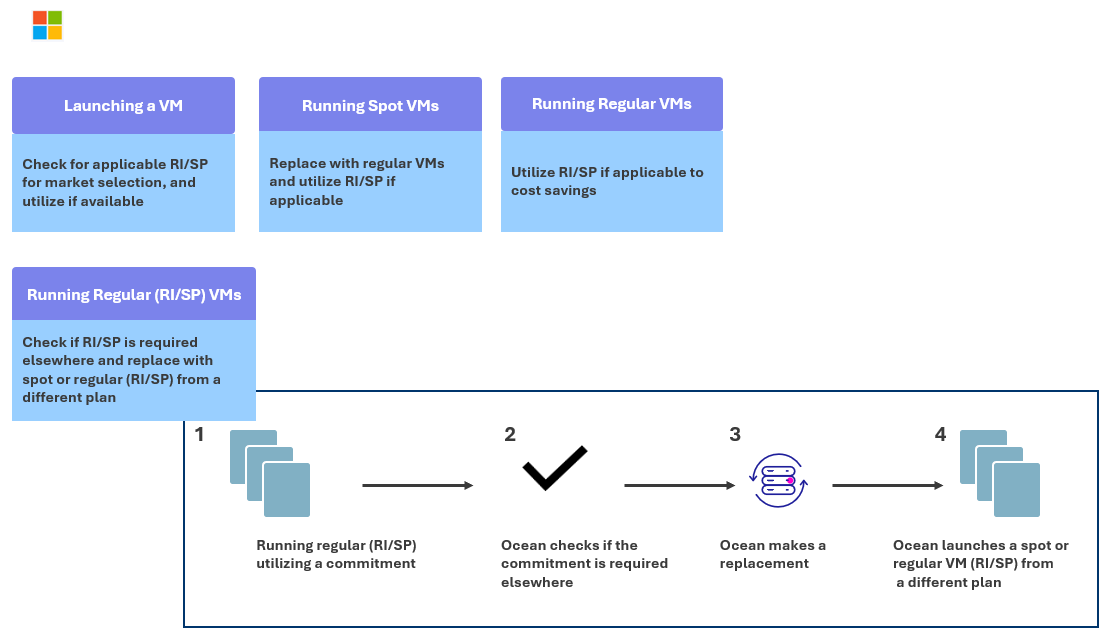 Launching a VM
Check for applicable RI/SP
for market selection, and
utilize if available
Running Spot VMs
Replace with regular VMs
and utilize RI/SP if
applicable
Running Regular VMs
Utilize RI/SP if applicable to
cost savings
Running Regular (RI/SP) VMs
Check if RI/SP is required
elsewhere and replace with
spot or regular (RI/SP) from a
different plan
1
Running regular (RI/SP)
utilizing a commitment
2
Ocean checks if the
commitment is required
elsewhere
3
Ocean makes a
replacement
4
Ocean launches a spot or
regular VM (RI/SP) from
a different plan